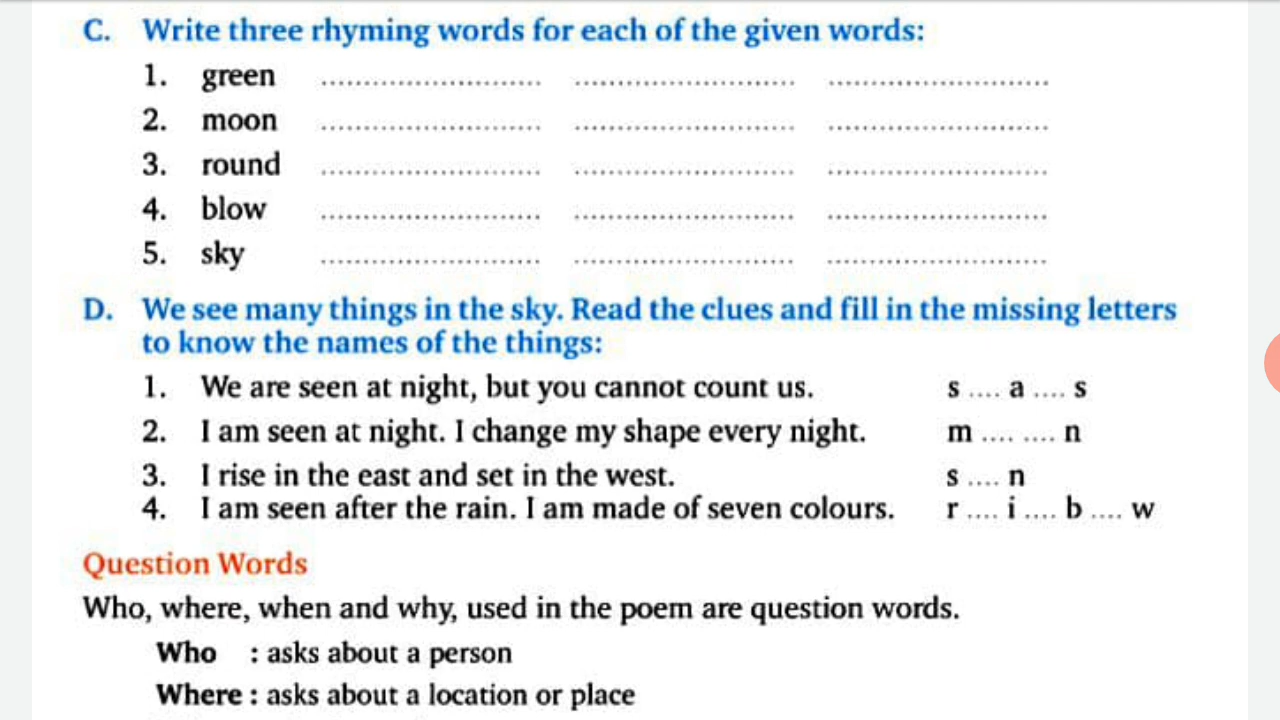 C. Write three rhyming words for each of the given words:
1. green .......................... .......................... ..........................
2. moon .......................... .......................... ..........................
3. round .......................... .......................... ..........................
4. blow .......................... .......................... ..........................
5. sky .......................... .......................... ..........................
D. We see many things in the sky. Read the clues and fill in the missing letters
to know the names of the things:
1. We are seen at night, but you cannot count us. s .... a .... s
2. I am seen at night. I change my shape every night. m .... .... n
3. I rise in the east and set in the west. s .... n
4. I am seen after the rain. I am made of seven colours. r .... i .... b .... w
Question Words
Who, where, when and why, used in the poem are question words.
Who : asks about a person
Where : asks about a location or place